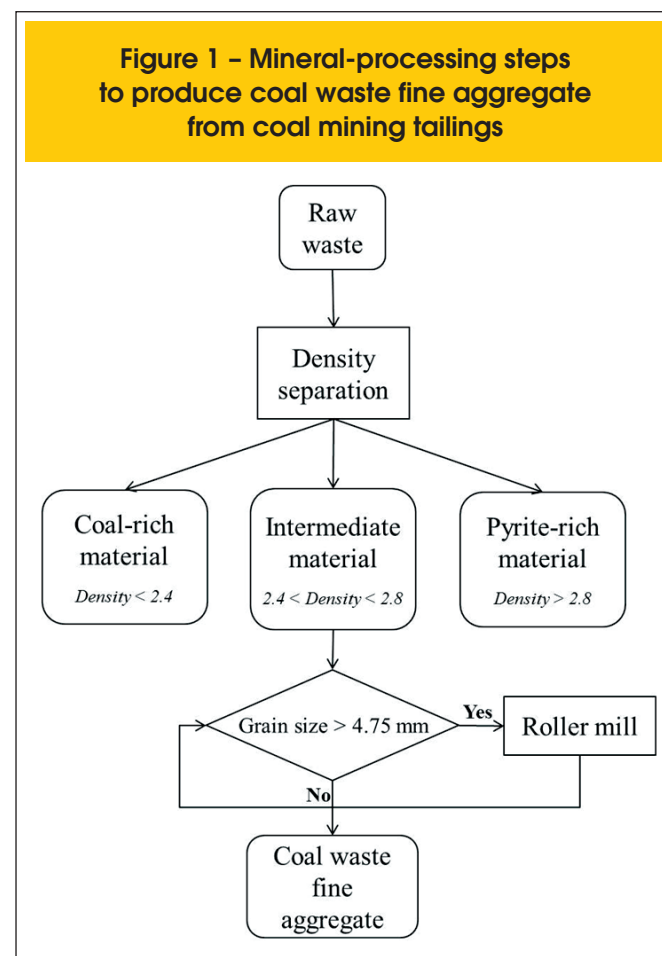 Figure 1 – Mineral-processing steps
to produce coal waste fine aggregate
from coal mining tailings
Raw
waste
Density
separation
Coal-rich
material
Density < 2.4
Intermediate
material
2.4 < Density < 2.8
Pyrite-rich
material
Density > 2.8
Grain size > 4.75 mm
Yes
Roller mill
No
Coal waste
fine
aggregate